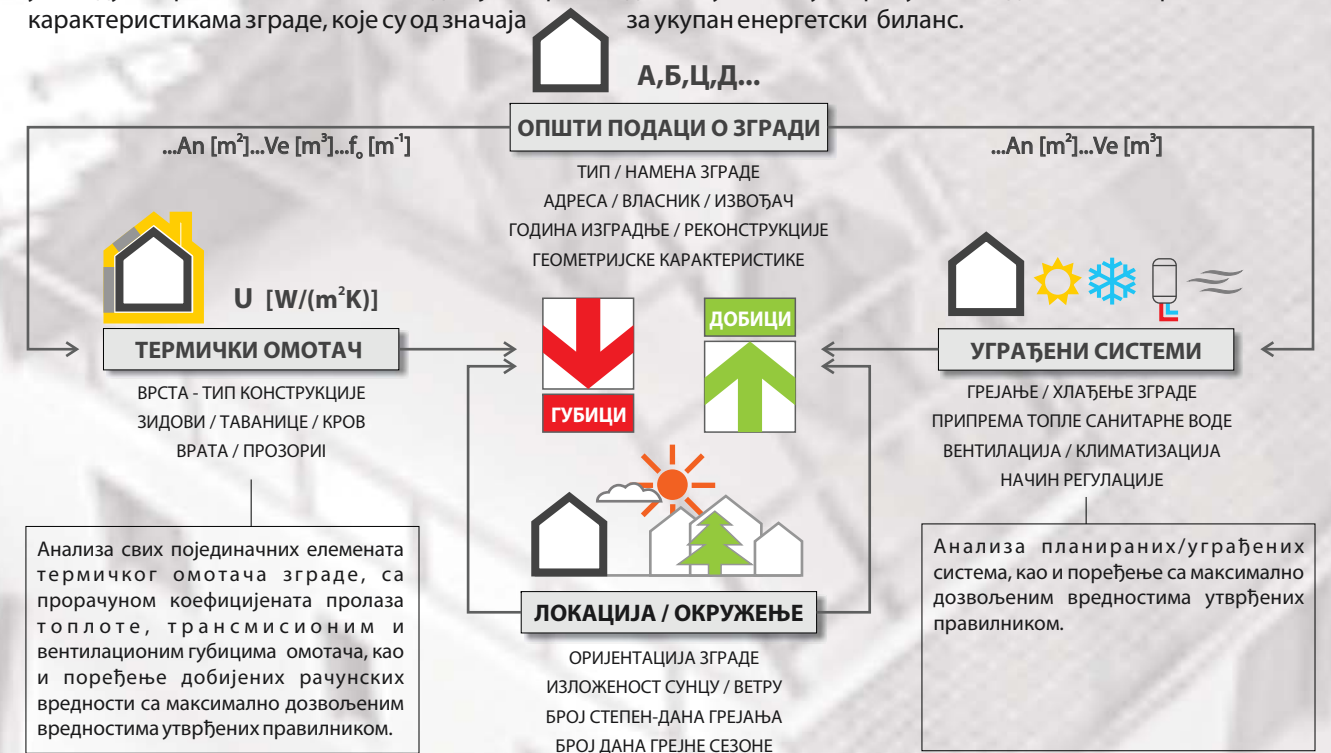 карактеристикама зграде, које су од значаја
за укупан енергетски биланс.
А,Б,Ц,Д...
ОПШТИ ПОДАЦИ О ЗГРАДИ
ТИП / НАМЕНА ЗГРАДЕ
АДРЕСА / ВЛАСНИК / ИЗВОЂАЧ
ГОДИНА ИЗГРАДЊЕ / РЕКОНСТРУКЦИЈЕ
ГЕОМЕТРИЈСКЕ КАРАКТЕРИСТИКЕ
...An [m²]...Ve [m³]...fₒ [m⁻¹]
...An [m²]...Ve [m³]
U [W/(m²K)]
ТЕРМИЧКИ ОМОТАЧ
ВРСТА - ТИП КОНСТРУКЦИЈЕ
ЗИДОВИ / ТАВАНИЦЕ / КРОВ
ВРАТА / ПРОЗОРИІ
Анализа свих појединачних елемената
термичког омотача зграде, са
прорачуном коефицијената пролаза
топлоте, трансмисионим и
вентилационим губицима омотача, као
и поређење добијених рачунских
вредности са максимално дозвољеним
вредностима утврђених правилником.
ГУБИЦИ
ДОБИЦИ
ЛОКАЦИЈА / ОКРУЖЕЊЕ
ОРИЈЕНТАЦИЈА ЗГРАДЕ
ИЗЛОЖЕНОСТ СУНЦУ / ВЕТРУ
БРОЈ СТЕПЕН-ДАНА ГРЕЈАЊА
БРОЈ ДАНА ГРЕЈНЕ СЕЗОНЕ
УГРАЂЕНИ СИСТЕМИ
ГРЕЈАЊЕ / ХЛАЂЕЊЕ ЗГРАДЕ
ПРИПРЕМА ТОПЛЕ САНИТАРНЕ ВОДЕ
ВЕНТИЛАЦИЈА / КЛИМАТИЗАЦИЈА
НАЧИН РЕГУЛАЦИЈЕ
Анализа планираних/уграђених
система, као и поређење са максимално
дозвољеним вредностима утврђених
правилником.